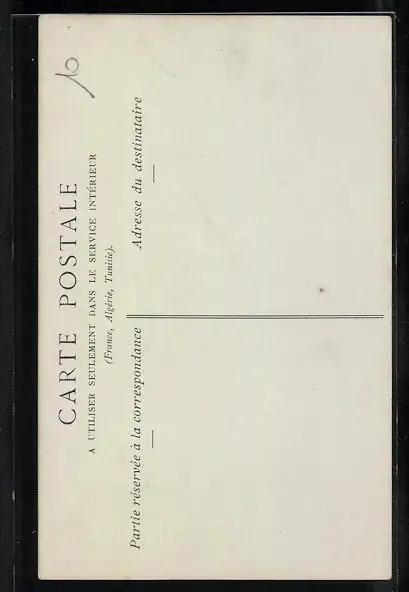 10
CARTE POSTALE
A UTILISER SEULEMENT DANS LE SERVICE INTÉRIEUR
(France, Algérie, Tunisie).
Partie réservée à la correspondance
Adresse du destinataire